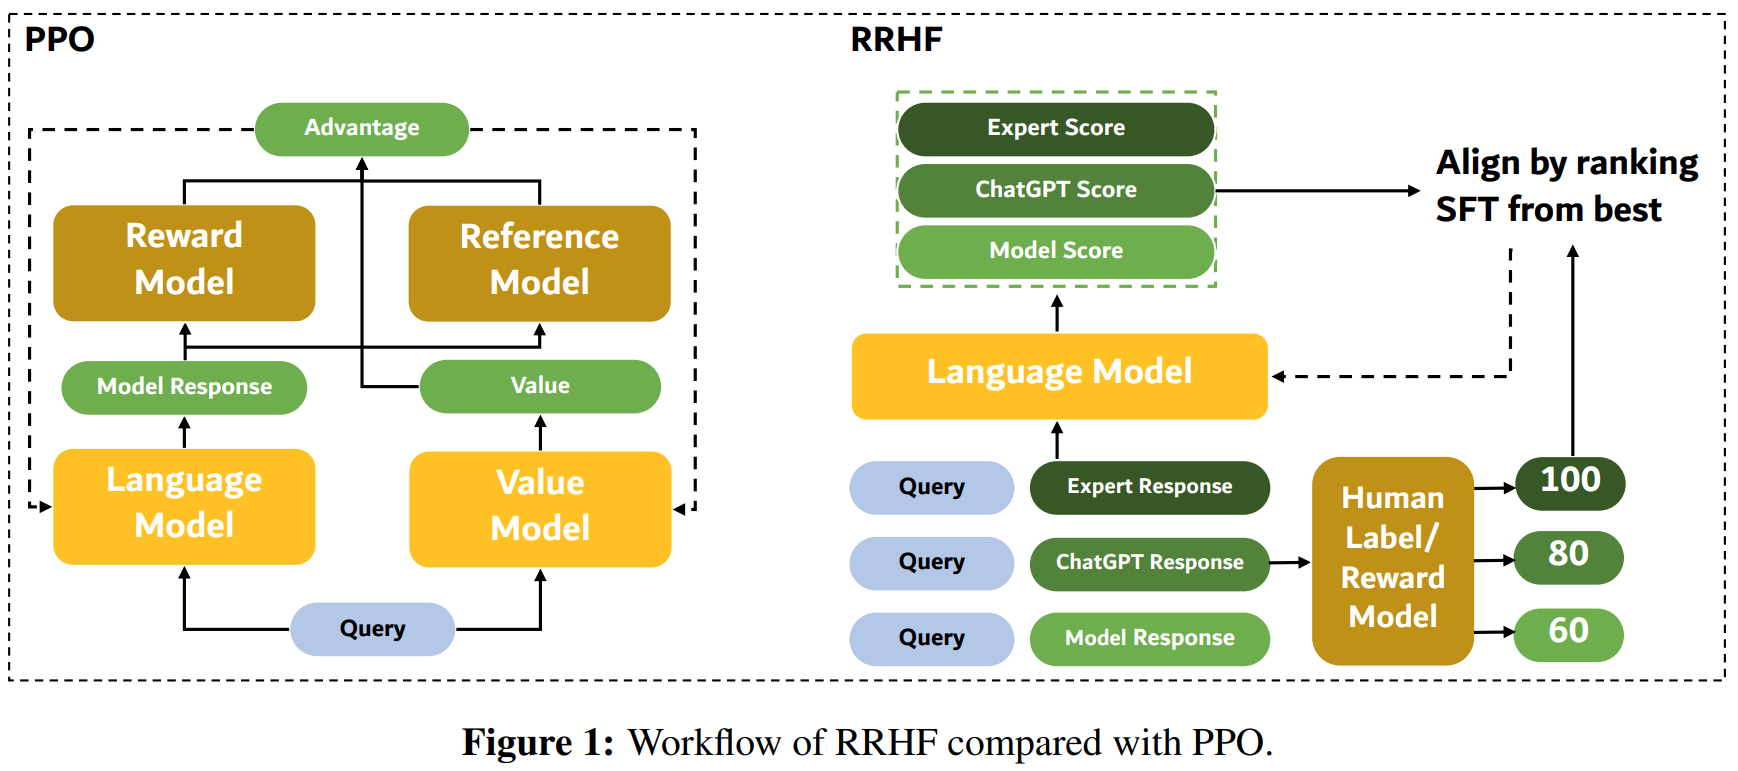 PPO
Advantage
Reward
Model
Reference
Model
Model Response
Value
Language
Model
Value
Model
Query
RRHF
Expert Score
ChatGPT Score
Model Score
Align by ranking
SFT from best
Language Model
Query
Expert Response
Query
ChatGPT Response
Query
Model Response
Human
Label/
Reward
Model
100
80
60
Figure 1: Workflow of RRHF compared with PPO.